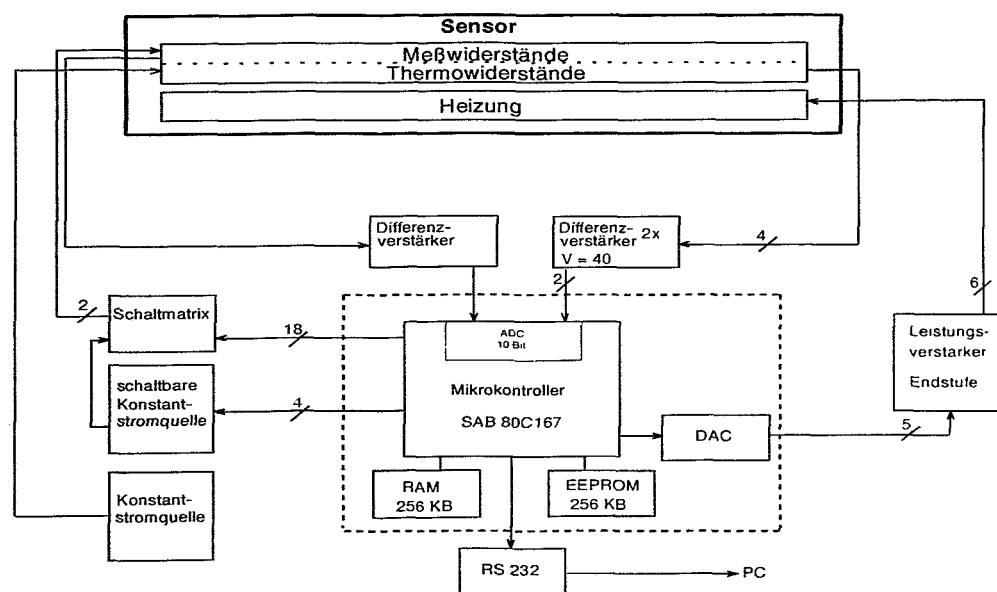 Sensor
Meßwiderstände
Thermowiderstände
Heizung
Differenz-
verstärker
Differenz-
verstärker 2x
V = 40
4
2
6
2
Schaltmatrix
18
ADC
10 Bit
Leistungs-
verstarker
Endstufe
schaltbare
Konstant-
stromquelle
4
Mikrokontroller
SAB 80C167
DAC
5
RAM
256 KB
EEPROM
256 KB
Konstant-
stromquelle
RS 232
PC